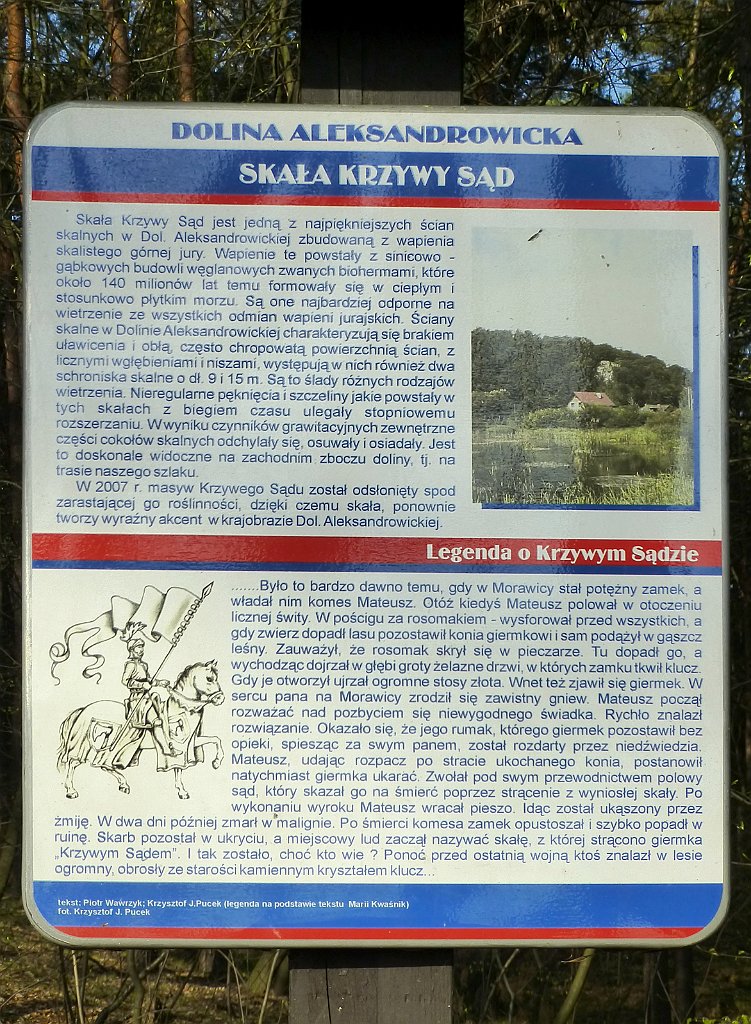 DOLINA ALEKSANDROWICKA
SKAŁA KRZYWY SĄD
Skała Krzywy Sąd jest jedną z najpiękniejszych ścian
skalnych w Dol. Aleksandrowickiej zbudowaną z wapienia
skalistego górnej jury. Wapienie te powstały z sinicowo -
gąbkowych budowli węglanowych zwanych biohermami, które
około 140 milionów lat temu formowały się w ciepłym i
stosunkowo płytkim morzu. Są one najbardziej odporne na
wietrzenie ze wszystkich odmian wapieni jurajskich. Ściany
skalne w Dolinie Aleksandrowickiej charakteryzują się brakiem
uławicenia i obłą, często chropowatą powierzchnią ścian, z
licznymi wgłębieniami i niszami, występują w nich również dwa
schroniska skalne o dł. 9 i 15 m. Są to ślady różnych rodzajów
wietrzenia. Nieregularne pęknięcia i szczeliny jakie powstały w
tych skałach z biegiem czasu ulegały stopniowemu
rozszerzaniu. W wyniku czynników grawitacyjnych zewnętrzne
części cokołów skalnych odchylały się, osuwały i osiadały. Jest
to doskonale widoczne na zachodnim zboczu doliny, tj. na
trasie naszego szlaku.
W 2007 r. masyw Krzywego Sądu został odsłonięty spod
zarastającej go roślinności, dzięki czemu skała, ponownie
tworzy wyraźny akcent w krajobrazie Dol. Aleksandrowickiej.
Legenda o Krzywym Sądzie
.......Było to bardzo dawno temu, gdy w Morawicy stał potężny zamek, a
władał nim komes Mateusz. Otóż kiedyś Mateusz polował w otoczeniu
licznej świty. W pościgu za rosomakiem - wysforował przed wszystkich, a
gdy zwierz dopadł lasu pozostawił konia giermkowi i sam podążył w gąszcz
leśny. Zauważył, że rosomak skrył się w pieczarze. Tu dopadł go, a
wychodząc dojrzał w głębi groty żelazne drzwi, w których zamku tkwił klucz.
Gdy je otworzył ujrzał ogromne stosy złota. Wnet też zjawił się giermek. W
sercu pana na Morawicy zrodził się zawistny gniew. Mateusz począł
rozważać nad pozbyciem się niewygodnego świadka. Rychło znalazł
rozwiązanie. Okazało się, że jego rumak, którego giermek pozostawił bez
opieki, spiesząc za swym panem, został rozdarty przez niedźwiedzia.
Mateusz, udając rozpacz po stracie ukochanego konia, postanowił
natychmiast giermka ukarać. Zwołał pod swym przewodnictwem polowy
sąd, który skazał go na śmierć poprzez strącenie z wyniosłej skały. Po
wykonaniu wyroku Mateusz wracał pieszo. Idąc został ukąszony przez
żmiję. W dwa dni później zmarł w malignie. Po śmierci komesa zamek opustoszał i szybko popadł w
ruinę. Skarb pozostał w ukryciu, a miejscowy lud zaczął nazywać skałę, z której strącono giermka
„Krzywym Sądem”. I tak zostało, choć kto wie ? Ponoć przed ostatnią wojną ktoś znalazł w lesie
ogromny, obrosły ze starości kamiennym kryształem klucz...
tekst: Piotr Wawrzyk; Krzysztof J.Pucek (legenda na podstawie tekstu Marii Kwaśnik)
fot. Krzysztof J. Pucek